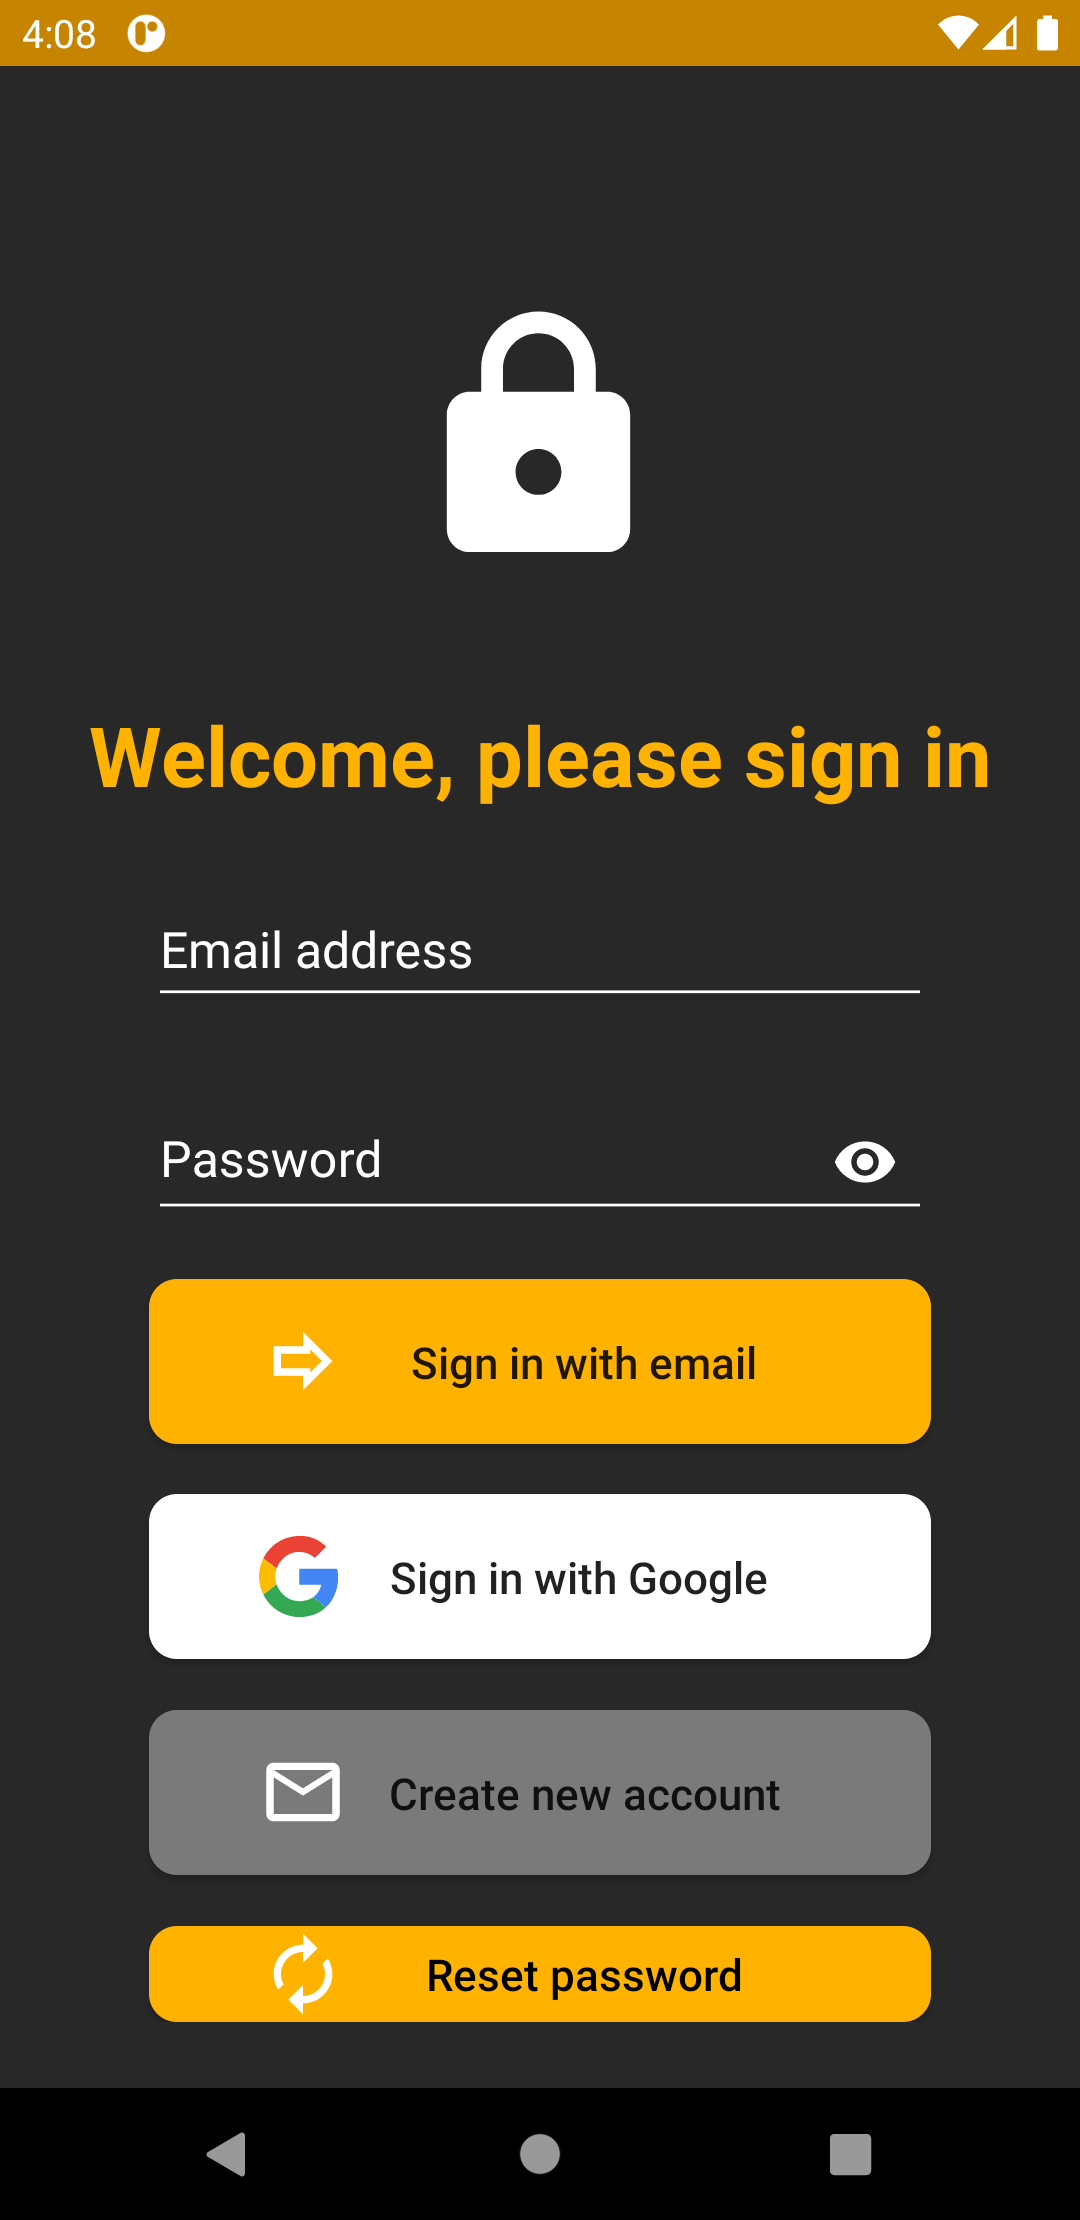 4:08
Welcome, please sign in
Email address
Password
Sign in with email
Sign in with Google
Create new account
Reset password